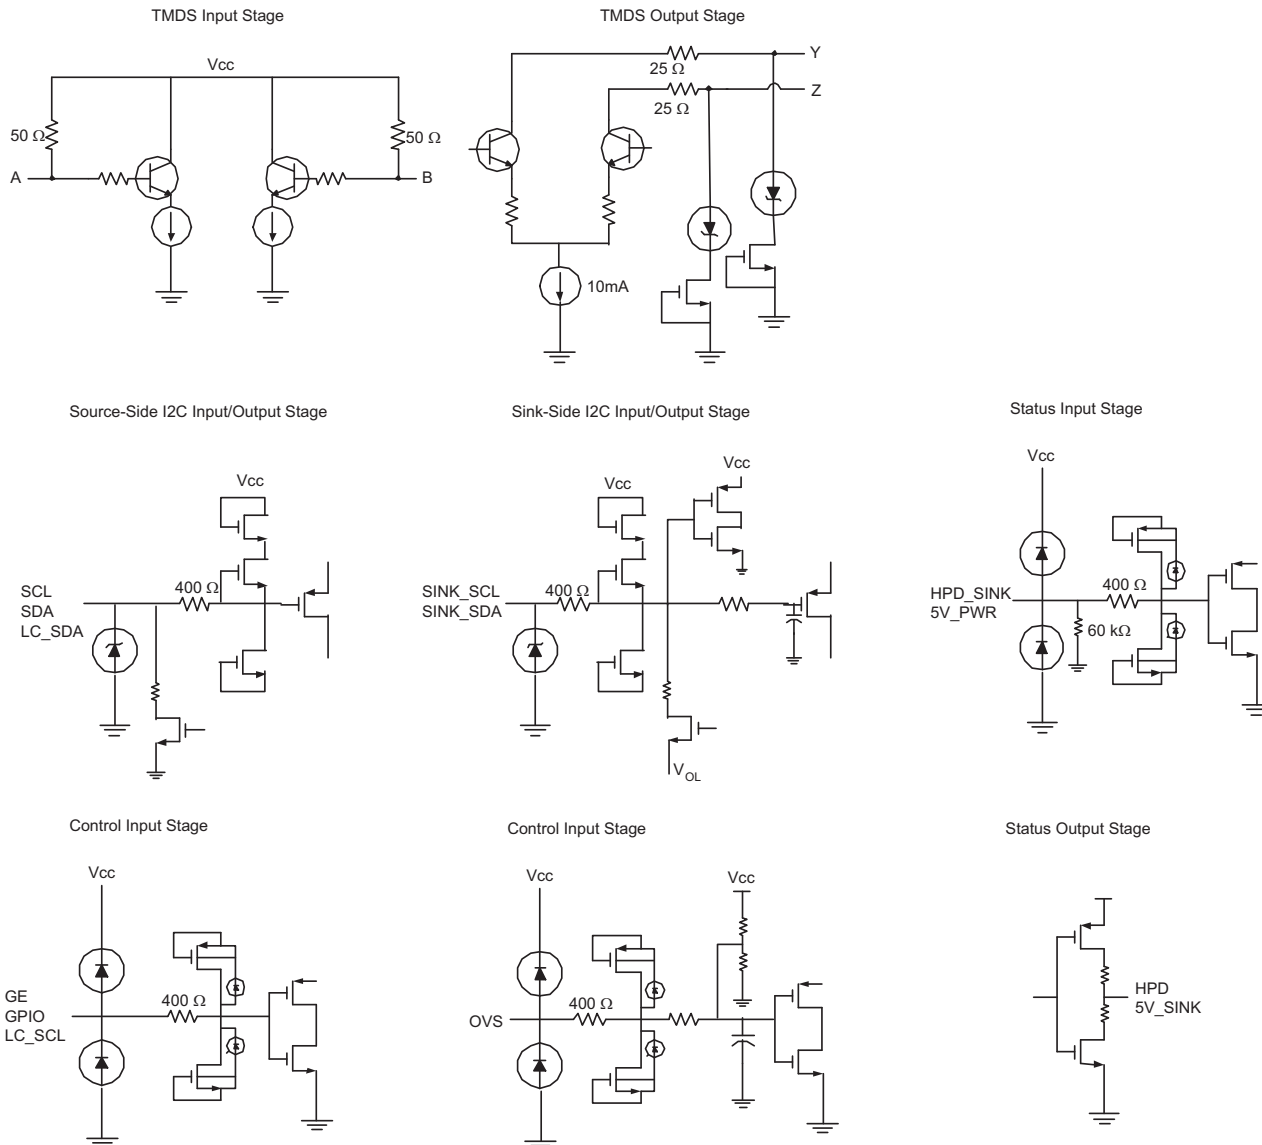 TMDS Input Stage
Vcc
50 Ω
50 Ω
A
B
TMDS Output Stage
Y
25 Ω
Z
25 Ω
10mA
Source-Side I2C Input/Output Stage
Vcc
SCL
SDA
LC_SDA
400 Ω
Sink-Side I2C Input/Output Stage
Vcc
Vcc
SINK_SCL
SINK_SDA
400 Ω
VOL
Status Input Stage
Vcc
HPD_SINK
5V_PWR
400 Ω
60 kΩ
Control Input Stage
Vcc
GE
GPIO
LC_SCL
400 Ω
Control Input Stage
Vcc
Vcc
OVS
400 Ω
Status Output Stage
HPD
5V_SINK